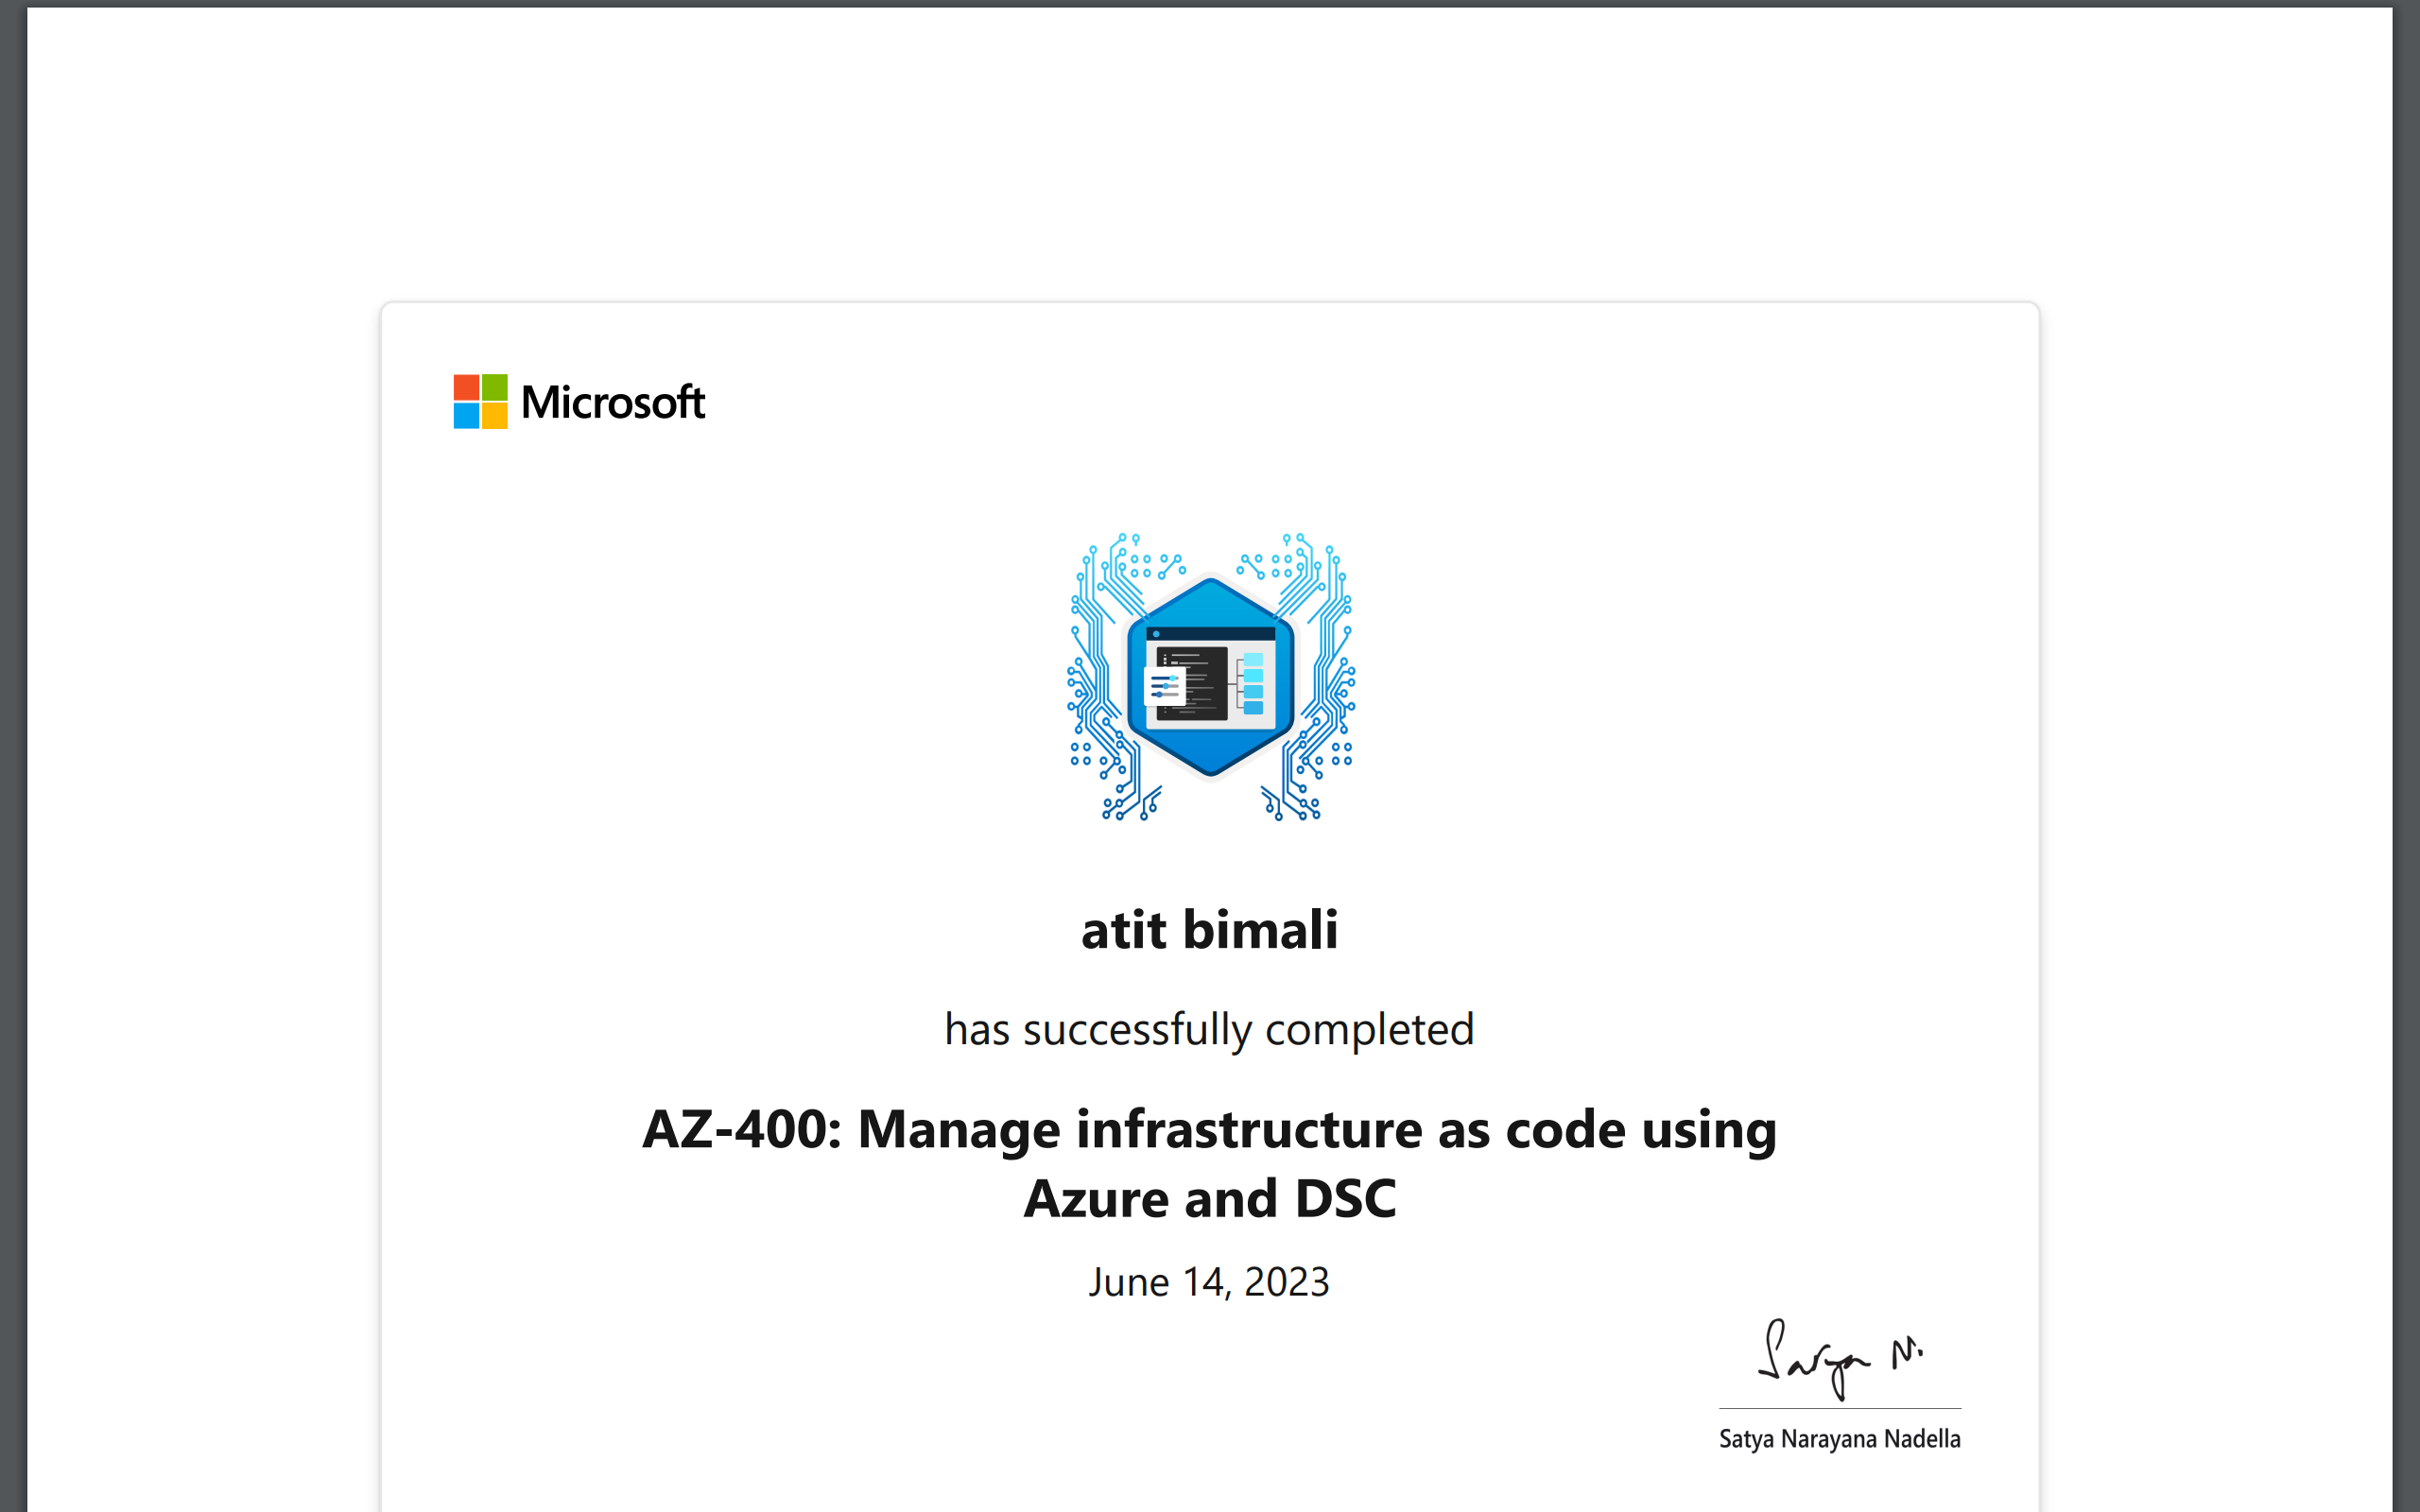 Microsoft
atit bimali
has successfully completed
AZ-400: Manage infrastructure as code using
Azure and DSC
June 14, 2023
Satya N.
Satya Narayana Nadella